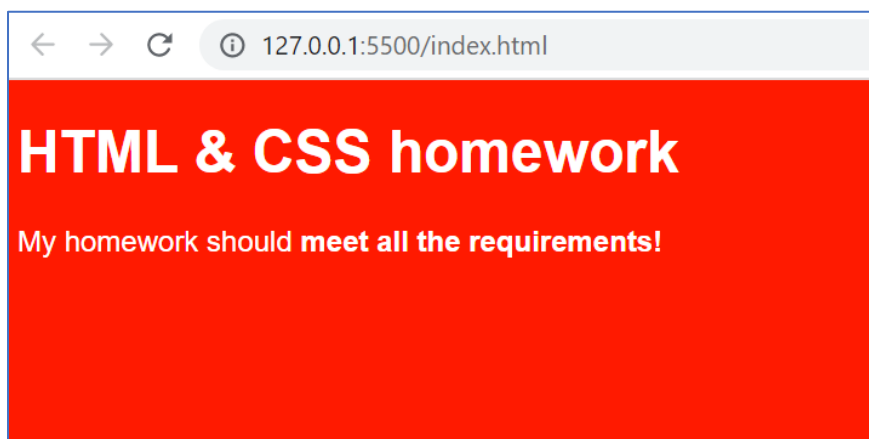 127.0.0.1:5500/index.html
HTML & CSS homework
My homework should meet all the requirements!